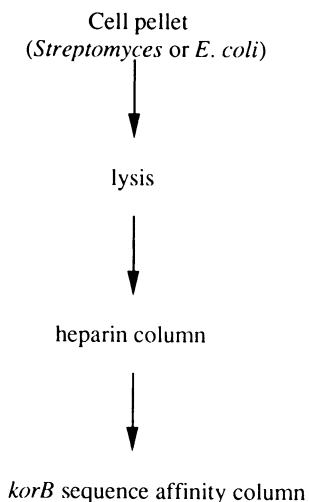 Cell pellet
(Streptomyces or E. coli)
lysis
heparin column
korB sequence affinity column